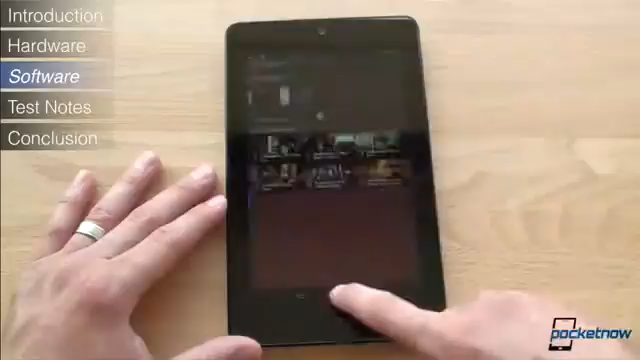 Introduction
Hardware
Software
Test Notes
Conclusion
pocketnow